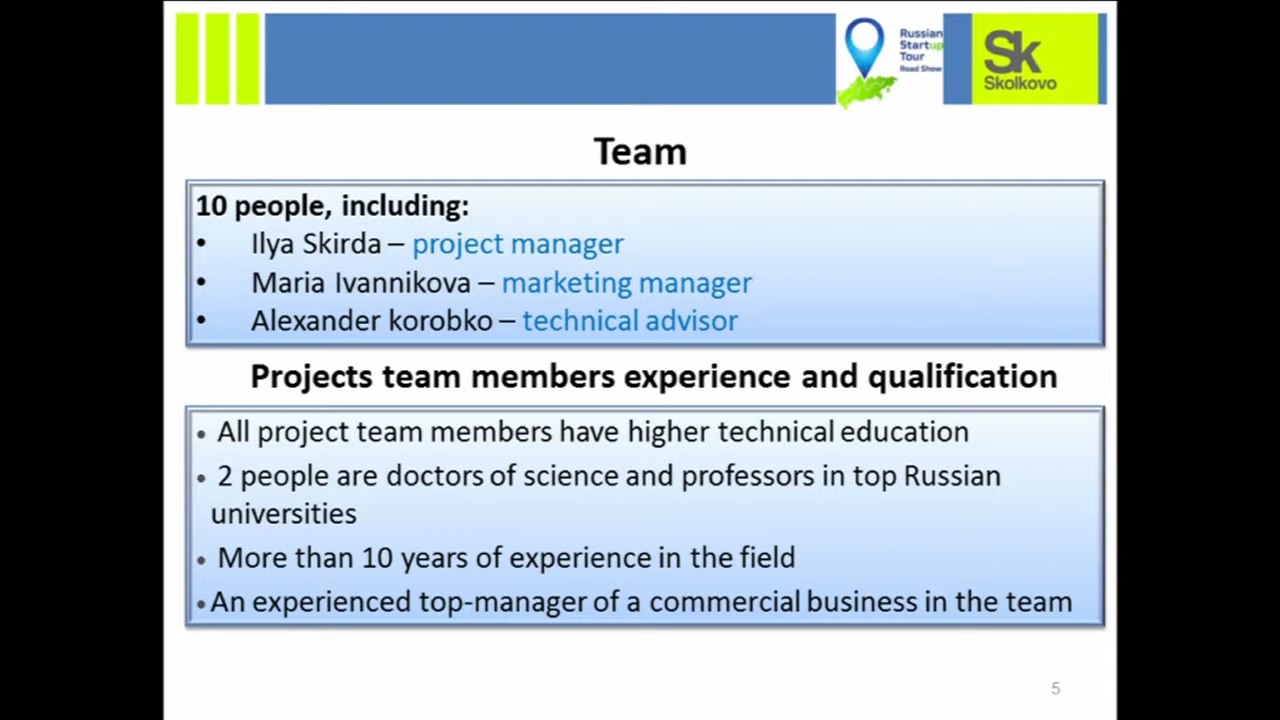 Russian
Startup
Tour
Road Show
Sk
Skolkovo
Team
10 people, including:
• Ilya Skirda – project manager
• Maria Ivannikova – marketing manager
• Alexander korobko – technical advisor
Projects team members experience and qualification
• All project team members have higher technical education
• 2 people are doctors of science and professors in top Russian
universities
• More than 10 years of experience in the field
• An experienced top-manager of a commercial business in the team
5